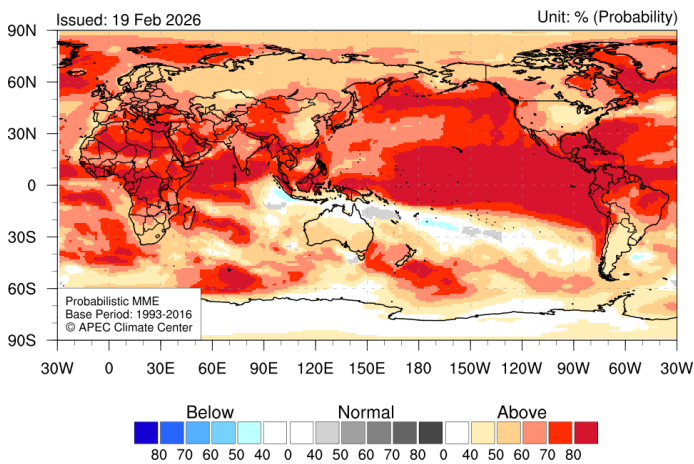 Issued: 19 Feb 2026
Unit: % (Probability)
90N
60N
30N
0
30S
60S
90S
Probabilistic MME
Base Period: 1993-2016
© APEC Climate Center
30W 0 30E 60E 90E 120E 150E 180 150W 120W 90W 60W 30W
Below Normal Above
80 70 60 50 40 0 40 50 60 70 80 0 40 50 60 70 80